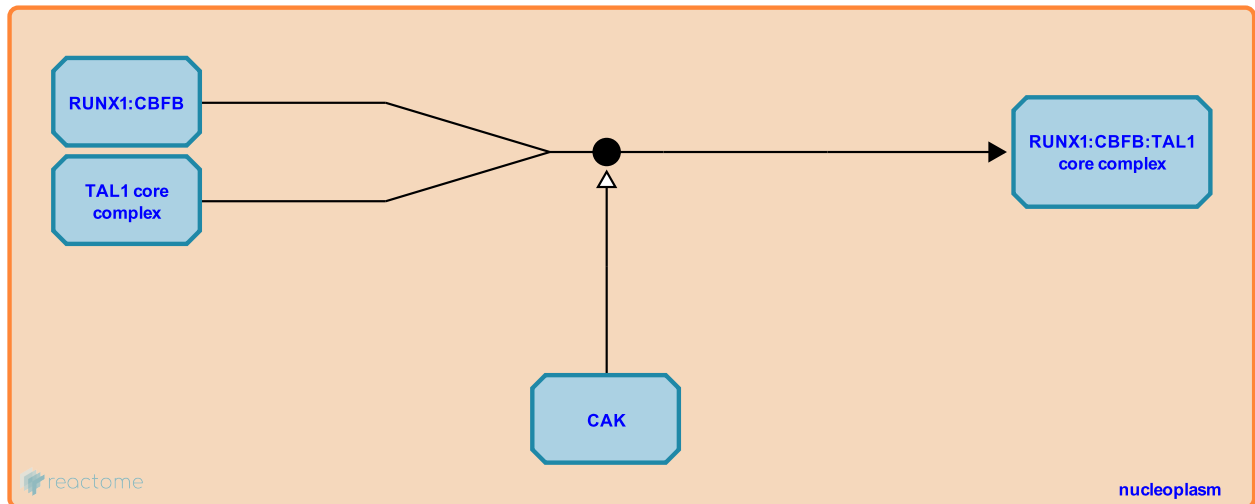 RUNX1:CBFB
TAL1 core
complex
RUNX1:CBFB:TAL1
core complex
CAK
reactome
nucleoplasm